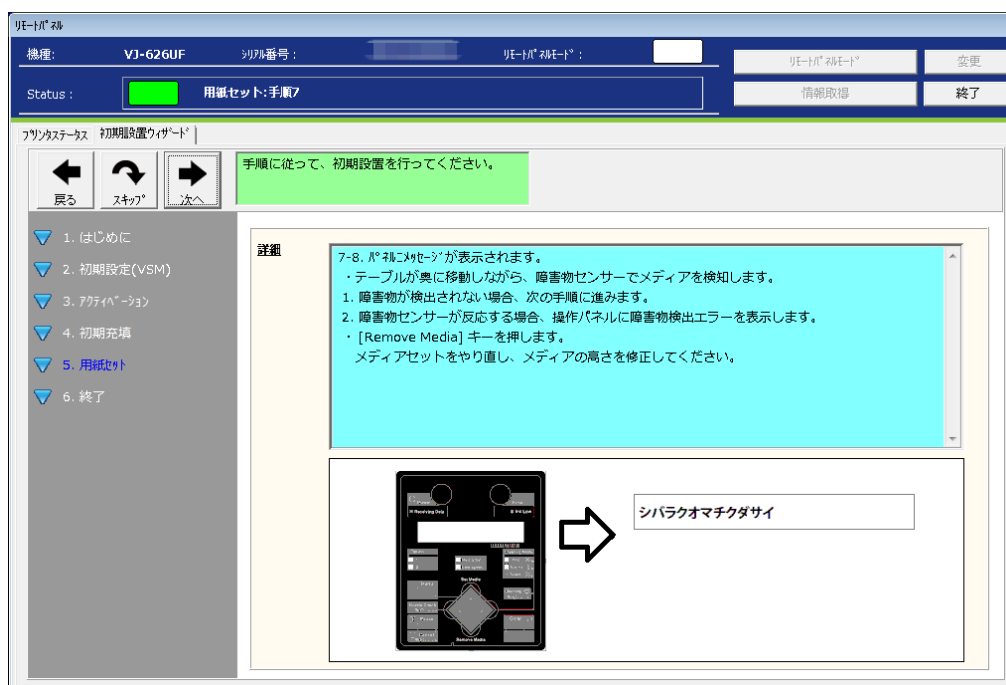 リモートパネル
機種:
VJ-626UF
シリアル番号 :
リモートパネルモード :
リモートパネルモード
変更
Status :
用紙セット:手順7
情報取得
終了
プリンタステータス
初期設置ウィザード
戻る
スキップ
次へ
手順に従って、初期設置を行ってください。
1. はじめに
2. 初期設定(VSM)
3. アクティベーション
4. 初期充填
5. 用紙セット
6. 終了
詳細
7-8. パネルにメッセージが表示されます。
・テーブルが奥に移動しながら、障害物センサーでメディアを検知します。
1. 障害物が検出されない場合、次の手順に進みます。
2. 障害物センサーが反応する場合、操作パネルに障害物検出エラーを表示します。
・ [Remove Media] キーを押します。
メディアセットをやり直し、メディアの高さを修正してください。
Receiving Data
Remove Media
シバラクオマチクダサイ